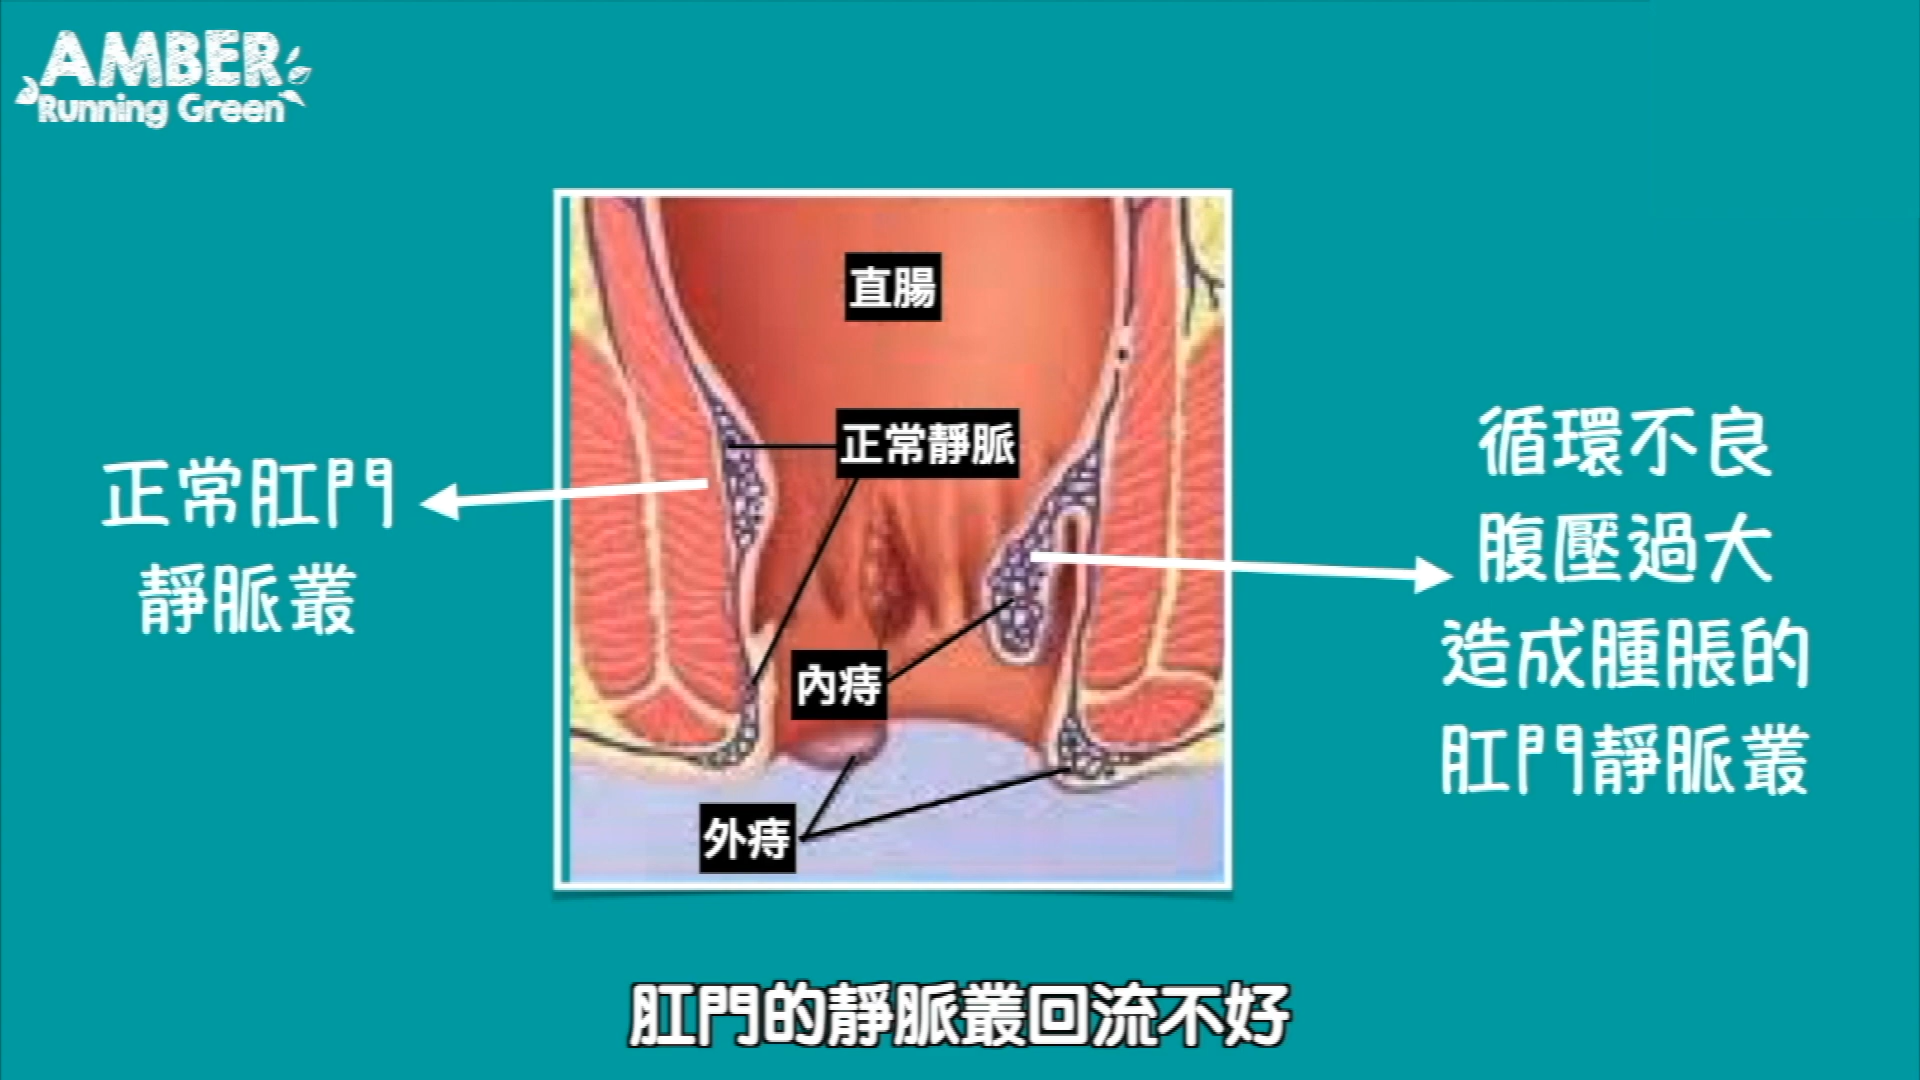 AMBER
Running Green
直腸
正常靜脈
內痔
外痔
正常肛門
靜脈叢
循環不良
腹壓過大
造成腫脹的
肛門靜脈叢
肛門的靜脈叢回流不好